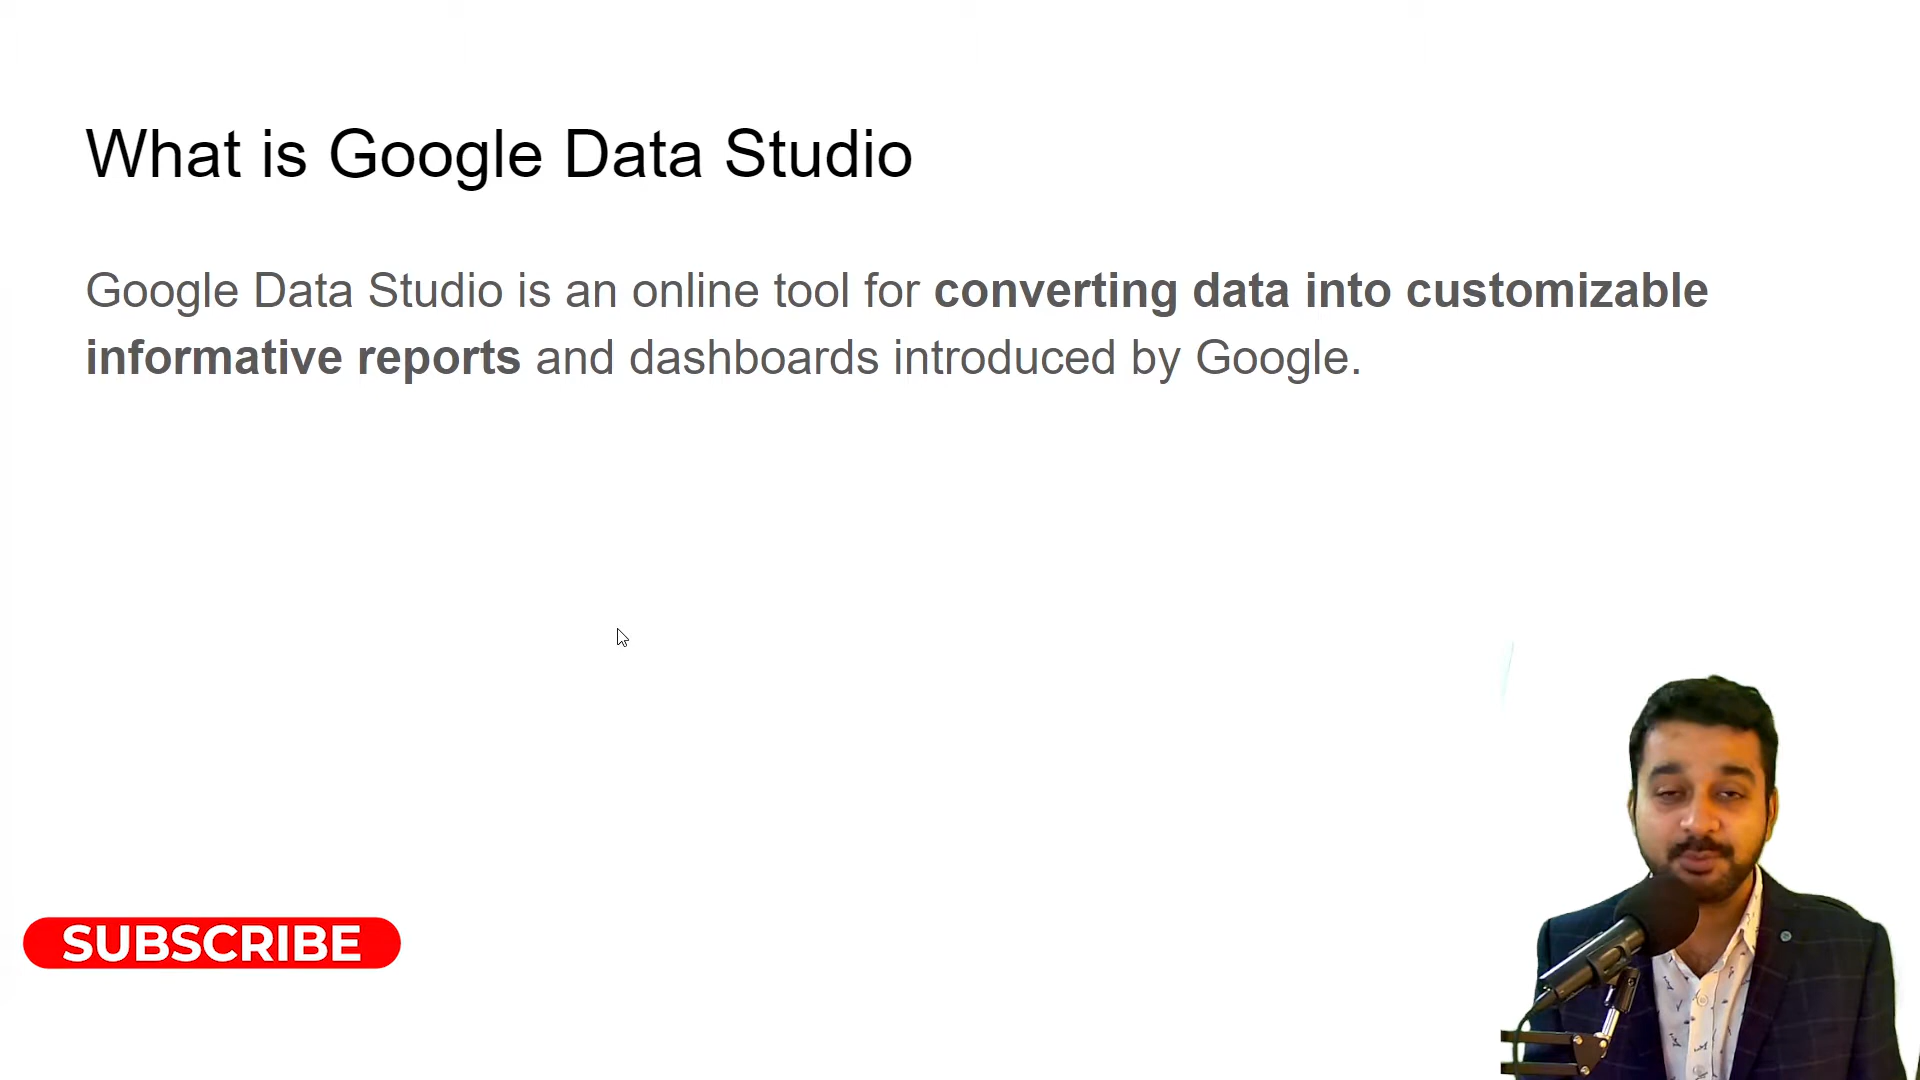 What is Google Data Studio
Google Data Studio is an online tool for converting data into customizable
informative reports and dashboards introduced by Google.
SUBSCRIBE